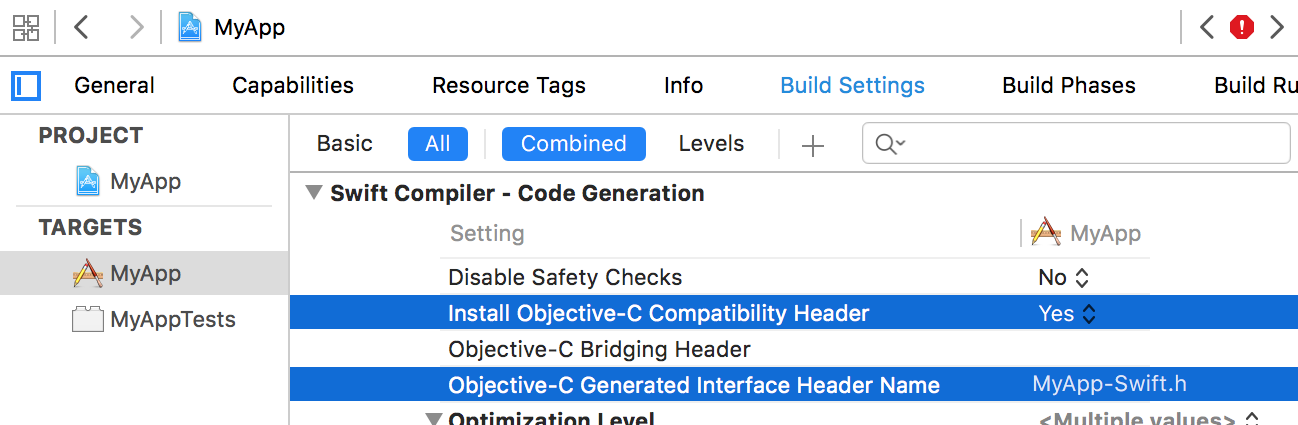 MyApp
General Capabilities Resource Tags Info Build Settings Build Phases Build Ru
PROJECT
MyApp
TARGETS
MyApp
MyAppTests
Basic All Combined Levels
Swift Compiler - Code Generation
Setting MyApp
Disable Safety Checks No
Install Objective-C Compatibility Header Yes
Objective-C Bridging Header
Objective-C Generated Interface Header Name MyApp-Swift.h
Optimization Level <Multiple values>